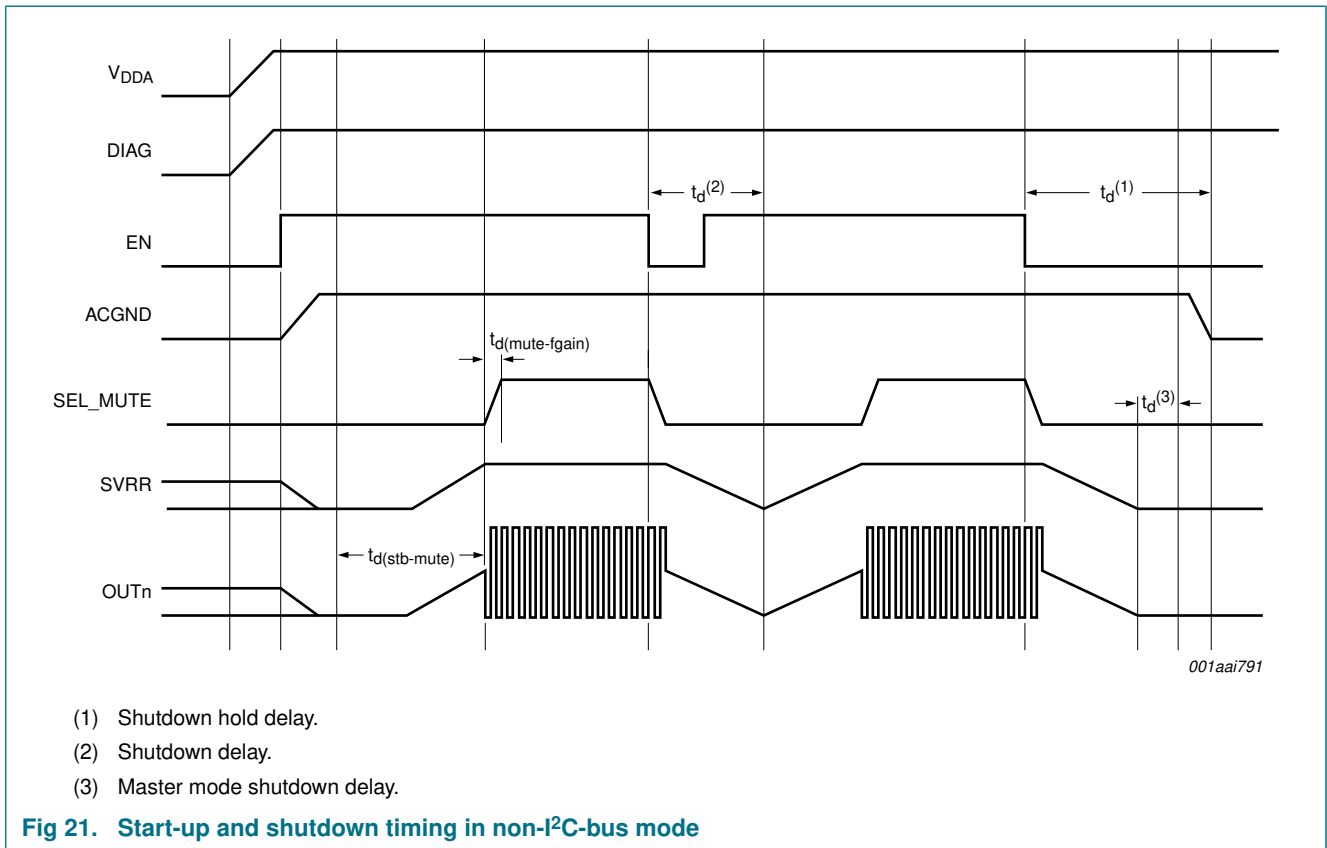 VDDA
DIAG
td(2)
td(1)
EN
ACGND
td(mute-fgain)
SEL_MUTE
td(3)
SVRR
td(stb-mute)
OUTn
001aai791
(1) Shutdown hold delay.
(2) Shutdown delay.
(3) Master mode shutdown delay.
Fig 21. Start-up and shutdown timing in non-I²C-bus mode